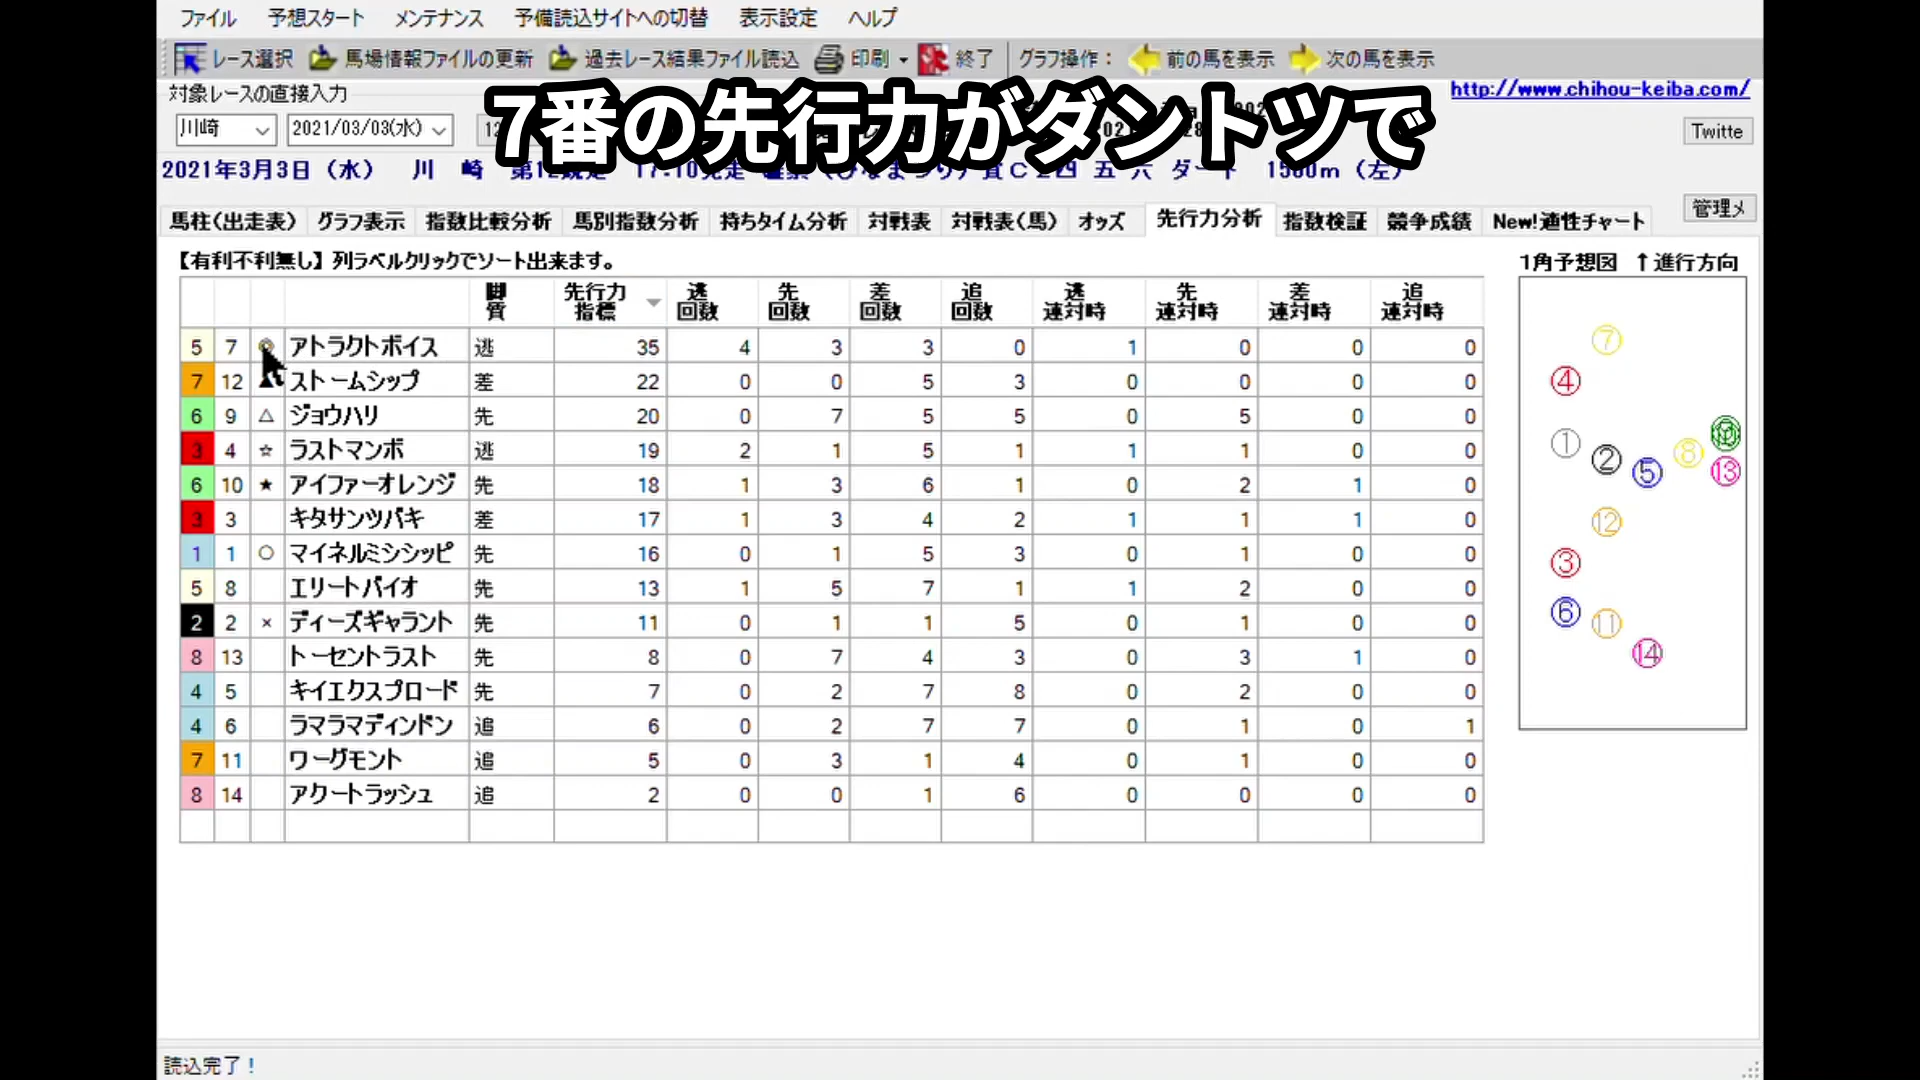 ファイル 予想スタート メンテナンス 予備読込サイトへの切替 表示設定 ヘルプ
レース選択 馬場情報ファイルの更新 過去レース結果ファイル読込 印刷 終了 グラフ操作： 前の馬を表示 次の馬を表示
対象レースの直接入力
http://www.chihou-keiba.com/
7番の先行力がダントツで
川崎 2021/03/03(水)
Twitte
2021年3月3日（水） 川 崎 第12競走 17:10発走
C2四 五 六 ダート 1500m（左）
管理メ
馬柱(出走表) グラフ表示 指数比較分析 馬別指数分析 持ちタイム分析 対戦表 対戦表(馬) オッズ 先行力分析 指数検証 競争成績 New!適性チャート
【有利不利無し】列ラベルクリックでソート出来ます。
1角予想図 ↑進行方向
脚質 先行力指標 逃回数 先回数 差回数 追回数 逃連対時 先連対時 差連対時 追連対時
5 7 ◎ アトラクトボイス 逃 35 4 3 3 0 1 0 0 0
7 12 ▲ ストームシップ 差 22 0 0 5 3 0 0 0 0
6 9 △ ジョウハリ 先 20 0 7 5 5 0 5 0 0
3 4 ☆ ラストマンボ 逃 19 2 1 5 1 1 1 0 0
6 10 ★ アイファーオレンジ 先 18 1 3 6 1 0 2 1 0
3 3 キタサンツバキ 差 17 1 3 4 2 1 1 1 0
1 1 ○ マイネルミシシッピ 先 16 0 1 5 3 0 1 0 0
5 8 エリートバイオ 先 13 1 5 7 1 1 2 0 0
2 2 × ディーズギャラント 先 11 0 1 1 5 0 1 0 0
8 13 トーセントラスト 先 8 0 7 4 3 0 3 1 0
4 5 キイエクスプロード 先 7 0 2 7 8 0 2 0 0
4 6 ラマラマディンドン 追 6 0 2 7 7 0 1 0 1
7 11 ワーグモント 追 5 0 3 1 4 0 1 0 0
8 14 アクートラッシュ 追 2 0 0 1 6 0 0 0 0
⑦
④
①
②
⑤
⑧
⑬
⑫
③
⑥
⑪
⑭
読込完了！